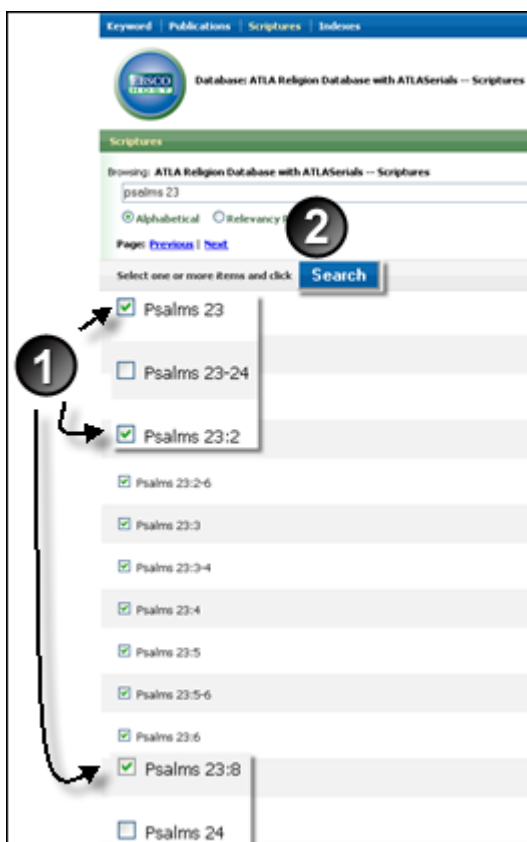 Keyword | Publications | Scriptures | Indexes
EBSCO HOST Database: ATLA Religion Database with ATLASerials -- Scriptures
Scriptures
Browsing: ATLA Religion Database with ATLASerials -- Scriptures
psalms 23
Alphabetical Relevancy
2
Page: Previous | Next
Select one or more items and click Search
Psalms 23
1
Psalms 23-24
Psalms 23:2
Psalms 23:2-6
Psalms 23:3
Psalms 23:3-4
Psalms 23:4
Psalms 23:5
Psalms 23:5-6
Psalms 23:6
Psalms 23:8
Psalms 24